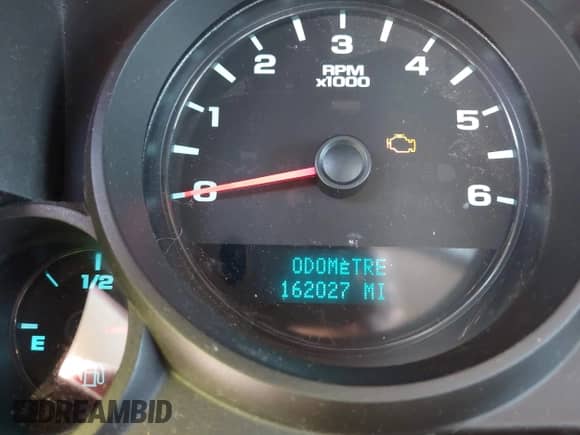 3
2
4
RPM
x1000
1
5
0
6
1/2
ODOMÈTRE
162027 MI
E
DREAMBID